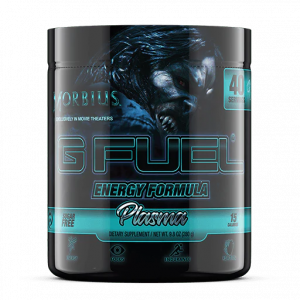 MORBIUS
EXCLUSIVELY IN MOVIE THEATERS
40
G FUEL
ENERGY FORMULA
Plasma
SUGAR
FREE
15
DIETARY SUPPLEMENT / NET WT. 9.8 OZ (280 g)